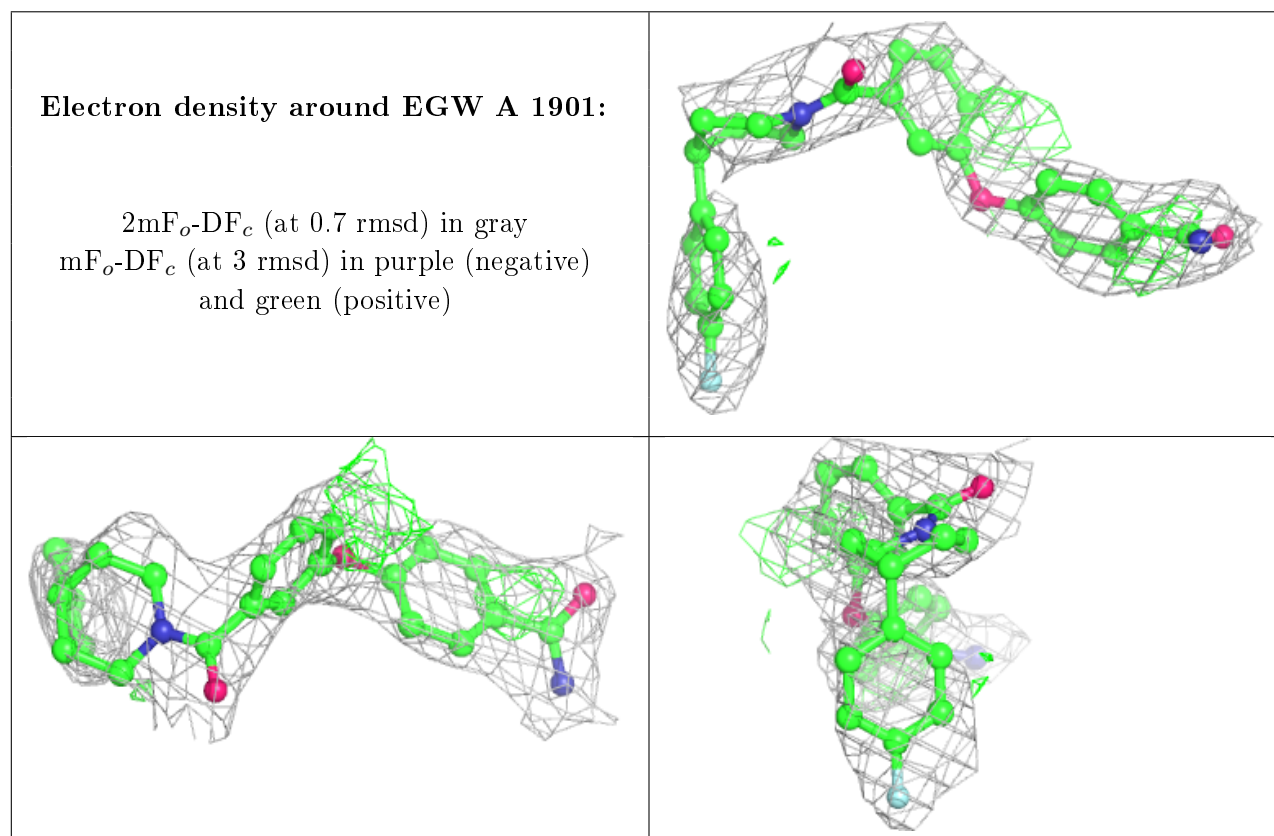 Electron density around EGW A 1901:
2mFo-DFc (at 0.7 rmsd) in gray
mFo-DFc (at 3 rmsd) in purple (negative)
and green (positive)